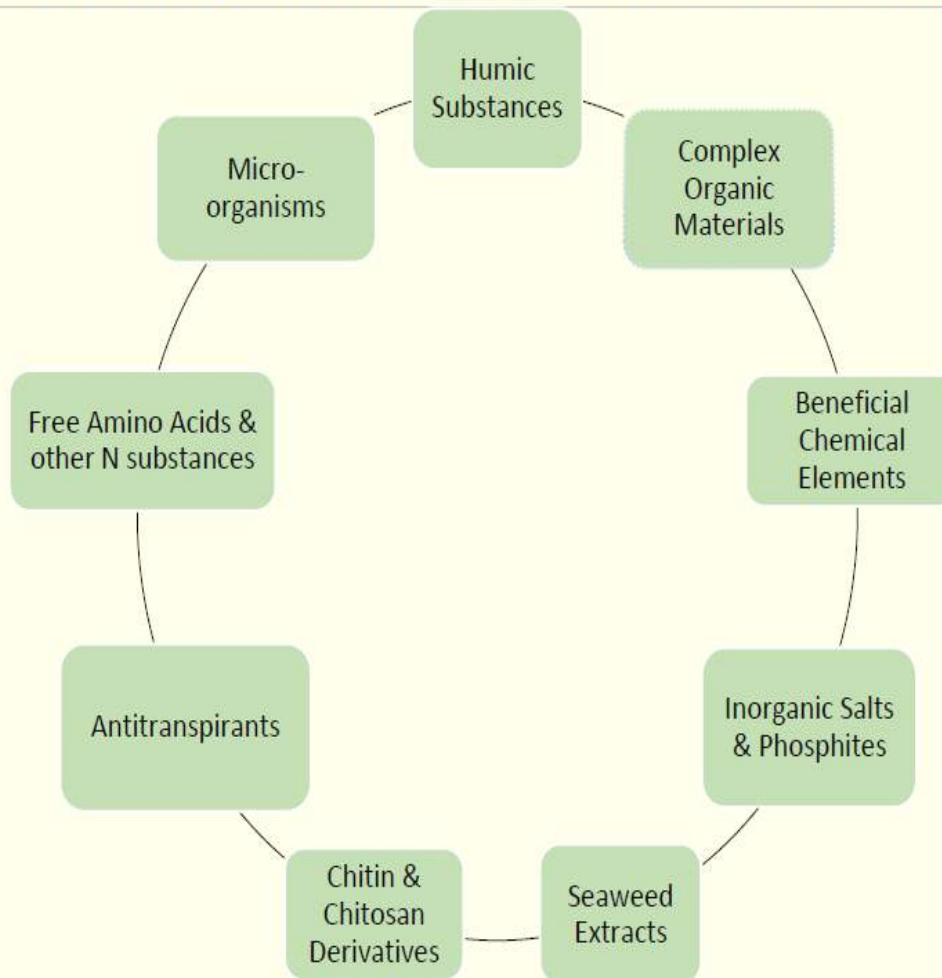 Humic
Substances
Complex
Organic
Materials
Beneficial
Chemical
Elements
Inorganic Salts
& Phosphites
Seaweed
Extracts
Chitin &
Chitosan
Derivatives
Antitranspirants
Free Amino Acids &
other N substances
Micro-
organisms